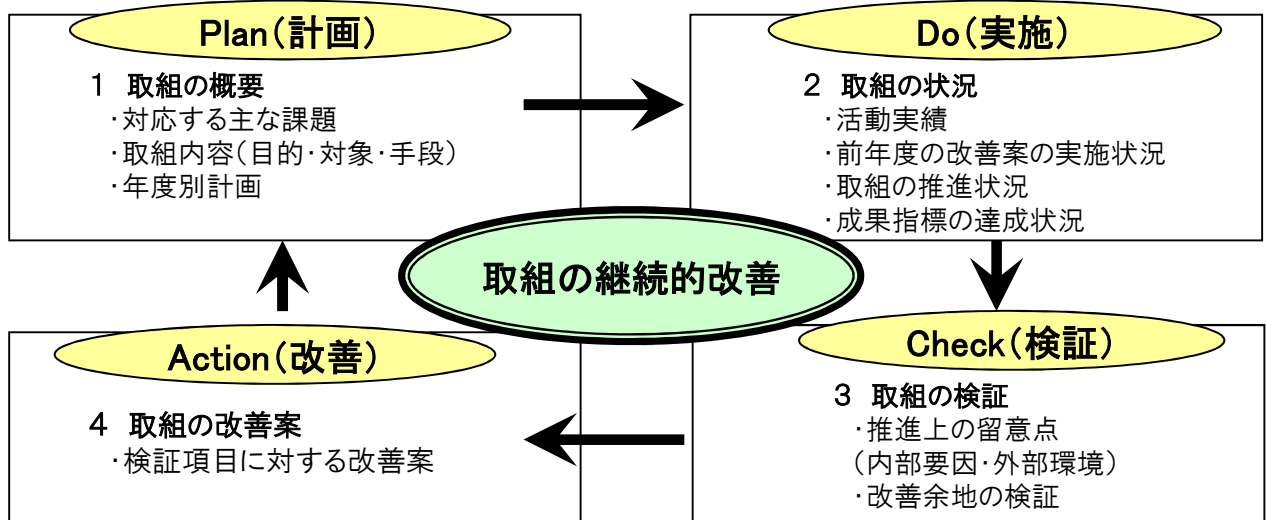 Plan(計画)
1 取組の概要
・対応する主な課題
・取組内容(目的・対象・手段)
・年度別計画
Do(実施)
2 取組の状況
・活動実績
・前年度の改善案の実施状況
・取組の推進状況
・成果指標の達成状況
取組の継続的改善
Check(検証)
3 取組の検証
・推進上の留意点
(内部要因・外部環境)
・改善余地の検証
Action(改善)
4 取組の改善案
・検証項目に対する改善案